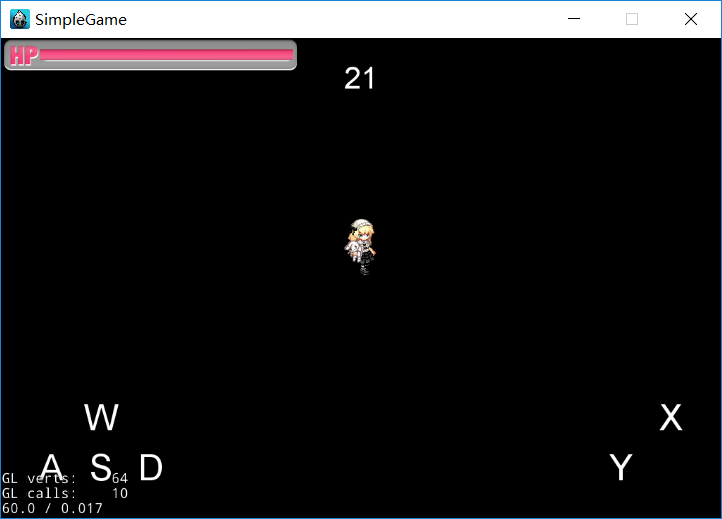 SimpleGame
HP
21
W
X
A S D
Y
GL verts: 64
GL calls: 10
60.0 / 0.017